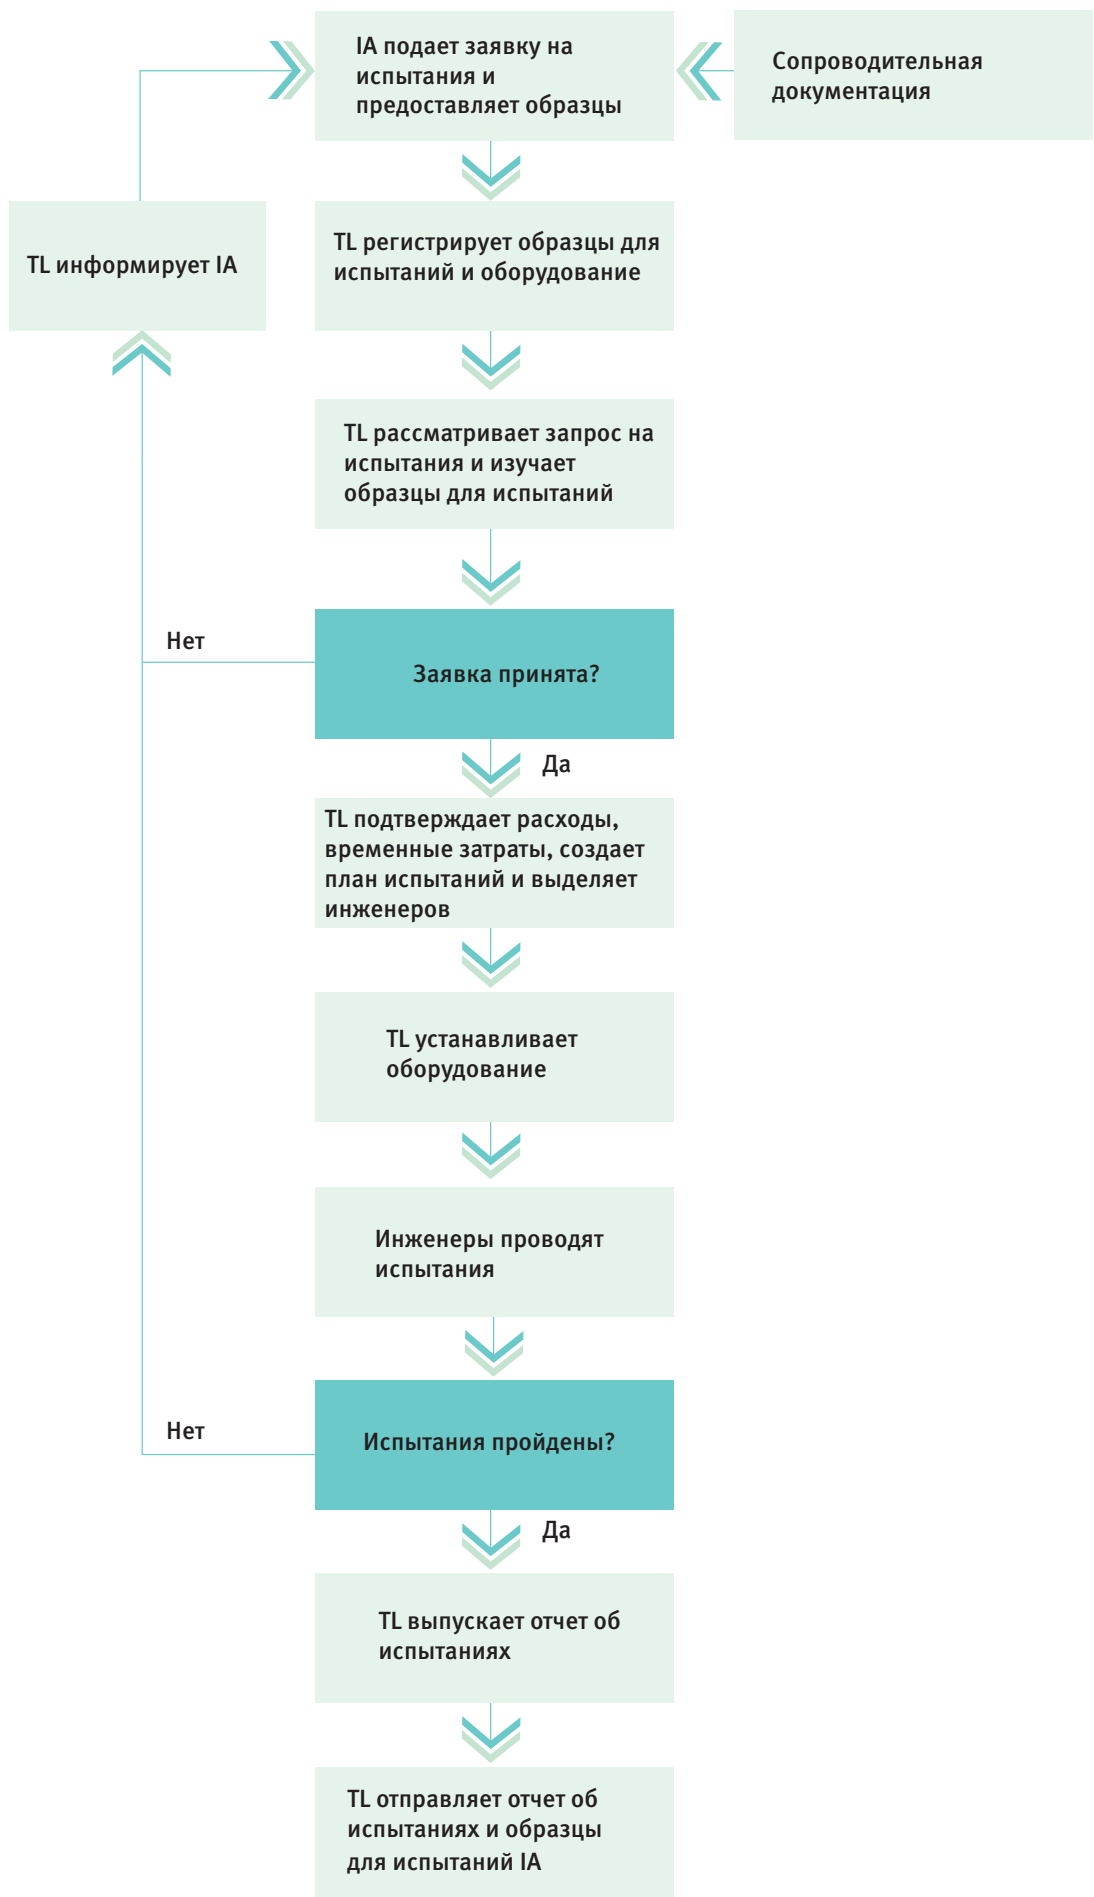 IA подает заявку на
испытания и
предоставляет образцы
Сопроводительная
документация
TL информирует IA
TL регистрирует образцы для
испытаний и оборудование
TL рассматривает запрос на
испытания и изучает
образцы для испытаний
Нет
Заявка принята?
Да
TL подтверждает расходы,
временные затраты, создает
план испытаний и выделяет
инженеров
TL устанавливает
оборудование
Инженеры проводят
испытания
Нет
Испытания пройдены?
Да
TL выпускает отчет об
испытаниях
TL отправляет отчет об
испытаниях и образцы
для испытаний IA